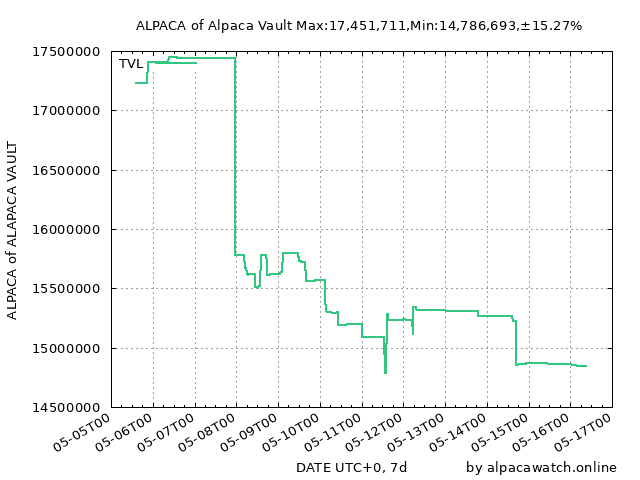 ALPACA of Alpaca Vault Max:17,451,711,Min:14,786,693,±15.27%
17500000
TVL
17000000
16500000
16000000
15500000
15000000
14500000
ALPACA of ALAPACA VAULT
05-05T00
05-06T00
05-07T00
05-08T00
05-09T00
05-10T00
05-11T00
05-12T00
05-13T00
05-14T00
05-15T00
05-16T00
05-17T00
DATE UTC+0, 7d
by alpacawatch.online